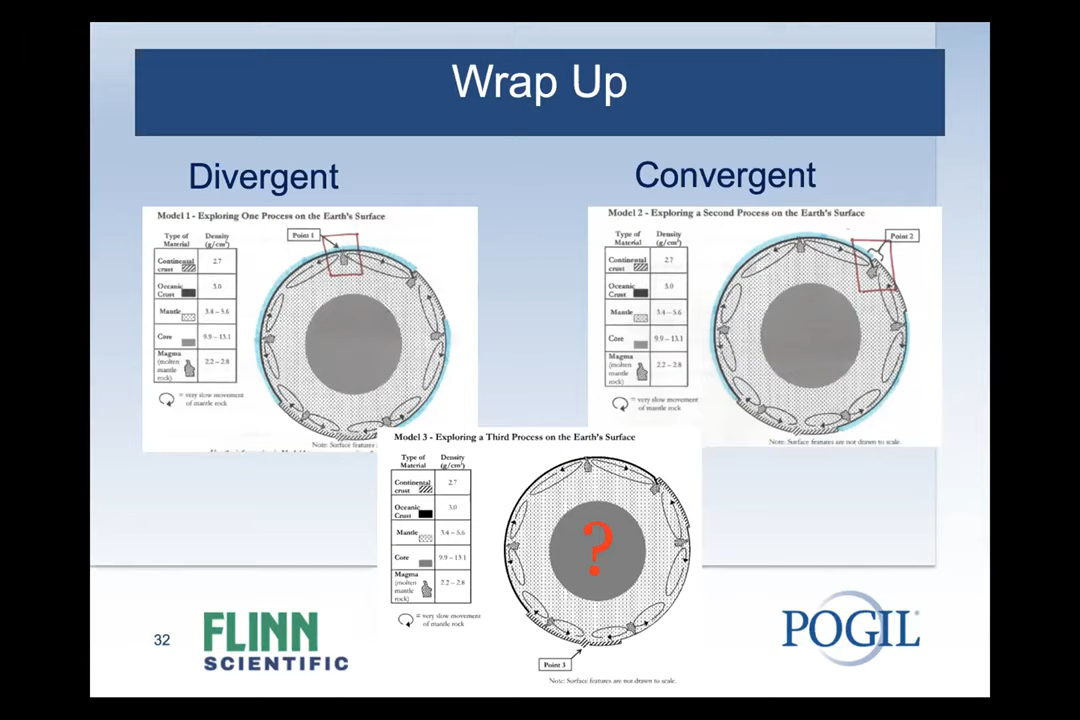 Wrap Up
Divergent
Convergent
Model 1 - Exploring One Process on the Earth's Surface
Type of Material
Density (g/cm³)
Continental crust
2.7
Oceanic Crust
3.0
Mantle
3.4 – 5.6
Core
9.9 – 13.1
Magma (molten mantle rock)
2.2 – 2.8
= very slow movement of mantle rock
Point 1
Note: Surface features
Model 2 - Exploring a Second Process on the Earth's Surface
Type of Material
Density (g/cm³)
Continental crust
2.7
Oceanic Crust
3.0
Mantle
3.4 – 5.6
Core
9.9 – 13.1
Magma (molten mantle rock)
2.2 – 2.8
= very slow movement of mantle rock
Point 2
Note: Surface features are not drawn to scale.
Model 3 - Exploring a Third Process on the Earth's Surface
Type of Material
Density (g/cm³)
Continental crust
2.7
Oceanic Crust
3.0
Mantle
3.4 – 5.6
Core
9.9 – 13.1
Magma (molten mantle rock)
2.2 – 2.8
= very slow movement of mantle rock
?
Point 3
Note: Surface features are not drawn to scale.
32
FLINN
SCIENTIFIC
POGIL